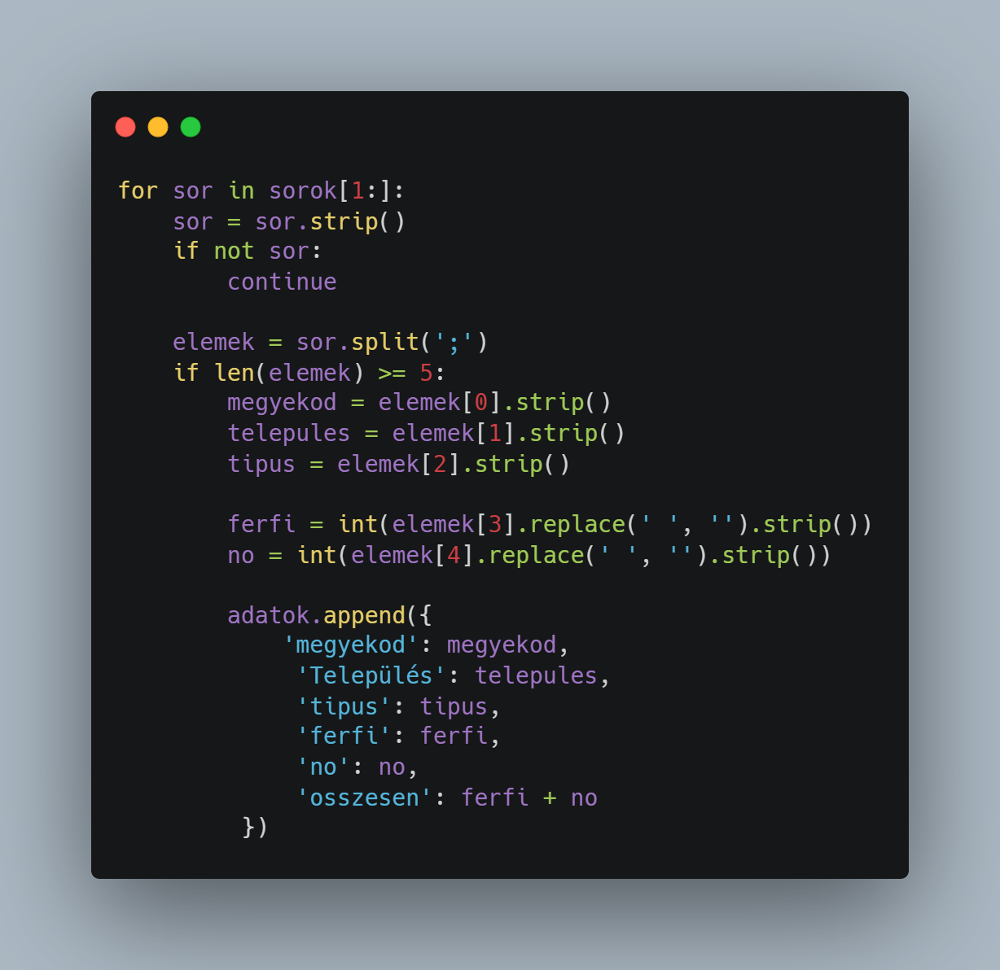 for sor in sorok[1:]:
    sor = sor.strip()
    if not sor:
        continue

    elemek = sor.split(';')
    if len(elemek) >= 5:
        megyekod = elemek[0].strip()
        telepules = elemek[1].strip()
        tipus = elemek[2].strip()

        ferfi = int(elemek[3].replace(' ', '').strip())
        no = int(elemek[4].replace(' ', '').strip())

        adatok.append({
            'megyekod': megyekod,
             'Település': telepules,
             'tipus': tipus,
             'ferfi': ferfi,
             'no': no,
             'osszesen': ferfi + no
         })